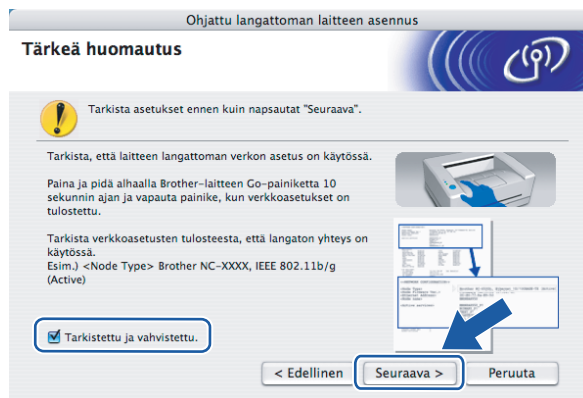 Ohjattu langattoman laitteen asennus
Tärkeä huomautus
Tarkista asetukset ennen kuin napsautat "Seuraava".
Tarkista, että laitteen langattoman verkon asetus on käytössä.
Paina ja pidä alhaalla Brother-laitteen Go-painiketta 10
sekunnin ajan ja vapauta painike, kun verkkoasetukset on
tulostettu.
Tarkista verkkoasetusten tulosteesta, että langaton yhteys on
käytössä.
Esim.) <Node Type> Brother NC-XXXX, IEEE 802.11b/g
(Active)
Tarkistettu ja vahvistettu.
< Edellinen
Seuraava >
Peruuta